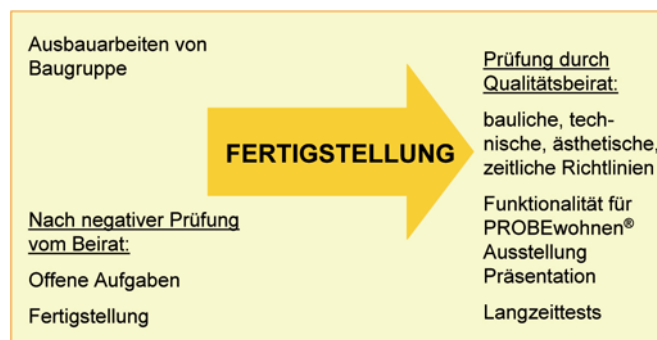 Ausbauarbeiten von
Baugruppe
Nach negativer Prüfung
vom Beirat:
Offene Aufgaben
Fertigstellung
FERTIGSTELLUNG
Prüfung durch
Qualitätsbeirat:
bauliche, tech-
nische, ästhetische,
zeitliche Richtlinien
Funktionalität für
PROBEwohnen®
Ausstellung
Präsentation
Langzeittests